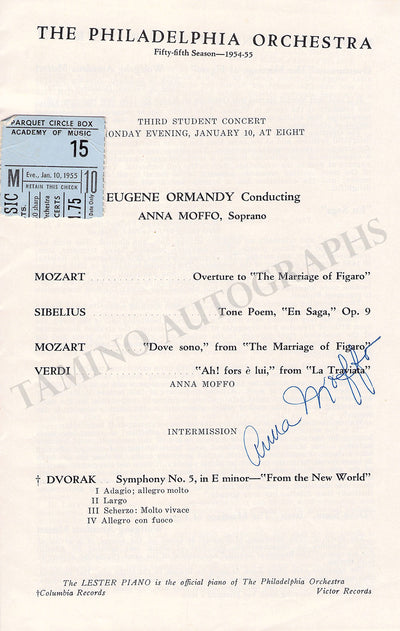 THE PHILADELPHIA ORCHESTRA
Fifty-fifth Season—1954-55
THIRD STUDENT CONCERT
MONDAY EVENING, JANUARY 10, AT EIGHT
PARQUET CIRCLE BOX
ACADEMY OF MUSIC
15
M Eve., Jan. 10, 1955 10
RETAIN THIS CHECK
1.75
EUGENE ORMANDY Conducting
ANNA MOFFO, Soprano
MOZART Overture to "The Marriage of Figaro"
SIBELIUS Tone Poem, "En Saga," Op. 9
MOZART "Dove sono," from "The Marriage of Figaro"
VERDI "Ah! fors è lui," from "La Traviata"
ANNA MOFFO
Anna Moffo
INTERMISSION
† DVORAK Symphony No. 5, in E minor—"From the New World"
I Adagio; allegro molto
II Largo
III Scherzo: Molto vivace
IV Allegro con fuoco
The LESTER PIANO is the official piano of The Philadelphia Orchestra
†Columbia Records Victor Records
TAMINO AUTOGRAPHS